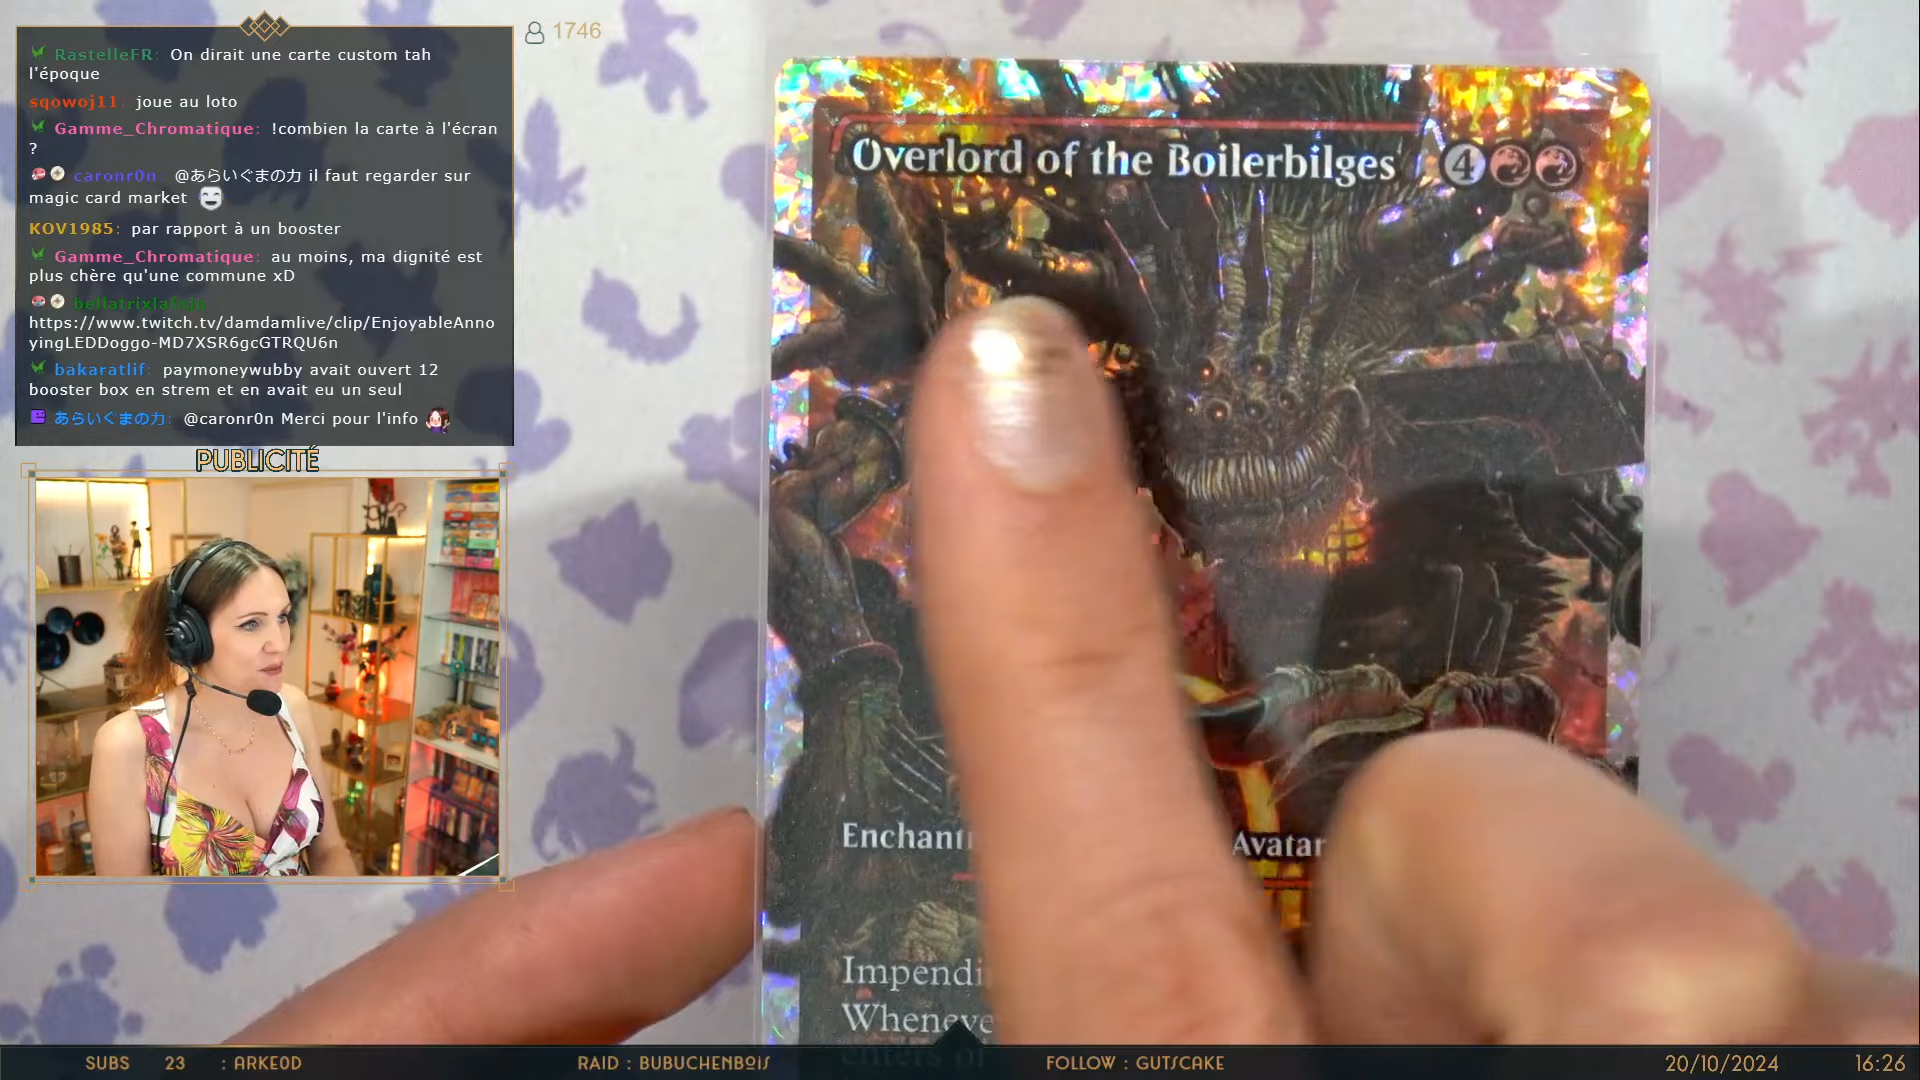 1746
RastelleFR: On dirait une carte custom tah
l'époque
sqowoj11: joue au loto
Gamme_Chromatique: !combien la carte à l'écran
?
caronr0n @あらいぐまの力 il faut regarder sur
magic card market
KOV1985: par rapport à un booster
Gamme_Chromatique: au moins, ma dignité est
plus chère qu'une commune xD
https://www.twitch.tv/damdamlive/clip/EnjoyableAnno
yingLEDDoggo-MD7XSR6gcGTRQU6n
bakaratlif: paymoneywubby avait ouvert 12
booster box en strem et en avait eu un seul
あらいぐまの力: @caronr0n Merci pour l'info
PUBLICITÉ
Overlord of the Boilerbilges 4
Avatar
SUBS 23 : ARKE0D
RAID : BUBUCHENBOIS
FOLLOW : GUTSCAKE
20/10/2024 16:26